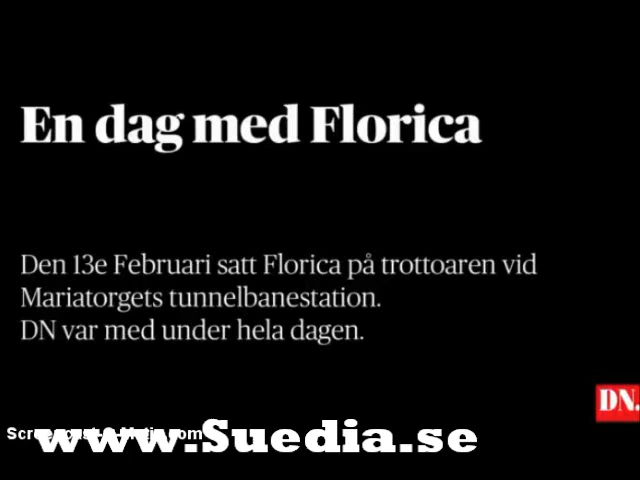 En dag med Florica
Den 13e Februari satt Florica på trottoaren vid
Mariatorgets tunnelbanestation.
DN var med under hela dagen.
DN.
www.Suedia.se